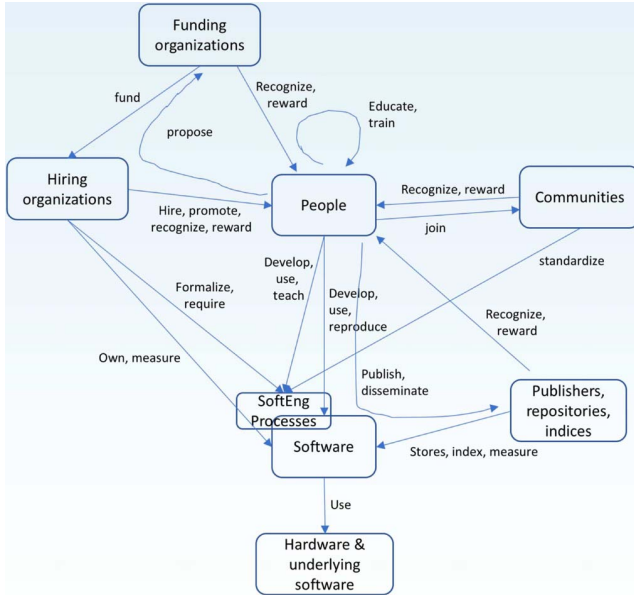 Funding
organizations
fund
Recognize,
reward
propose
Educate,
train
Hiring
organizations
People
Communities
Recognize, reward
join
Hire, promote,
recognize, reward
Formalize,
require
Develop,
use,
teach
Develop,
use,
reproduce
standardize
Recognize,
reward
Own, measure
Publish,
disseminate
SoftEng
Processes
Software
Publishers,
repositories,
indices
Stores, index, measure
Use
Hardware &
underlying
software